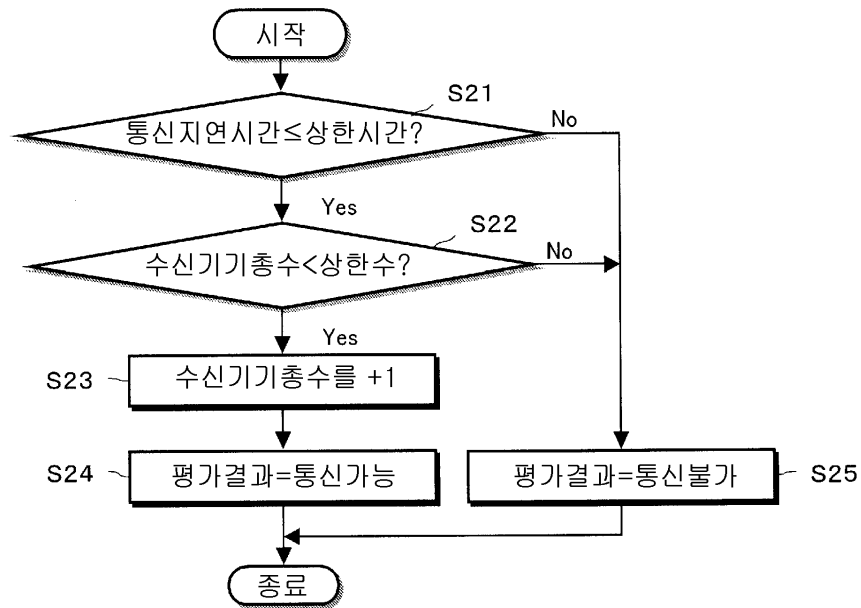 시작
S21
통신지연시간≤상한시간?
No
Yes
S22
수신기기총수<상한수?
No
Yes
S23
수신기기총수를 +1
S24
평가결과=통신가능
평가결과=통신불가
S25
종료